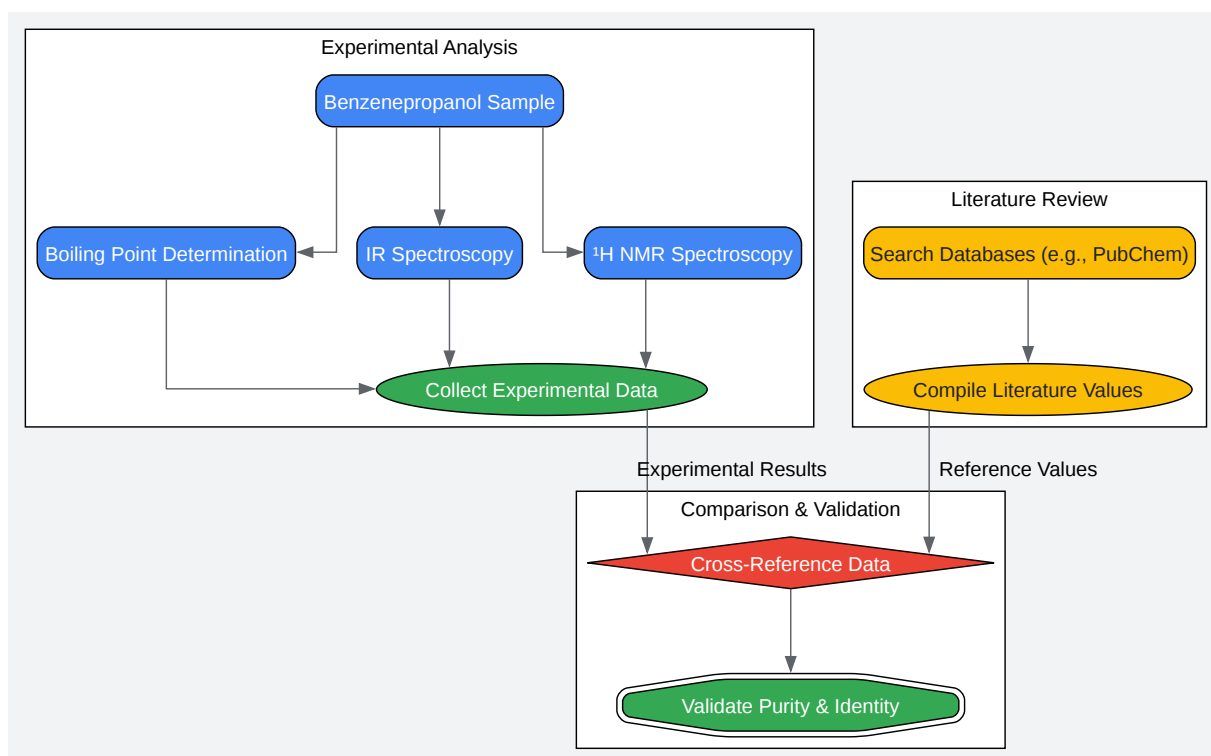 Experimental Analysis
Benzenepropanol Sample
Boiling Point Determination
IR Spectroscopy
¹H NMR Spectroscopy
Collect Experimental Data
Literature Review
Search Databases (e.g., PubChem)
Compile Literature Values
Experimental Results
Reference Values
Comparison & Validation
Cross-Reference Data
Validate Purity & Identity